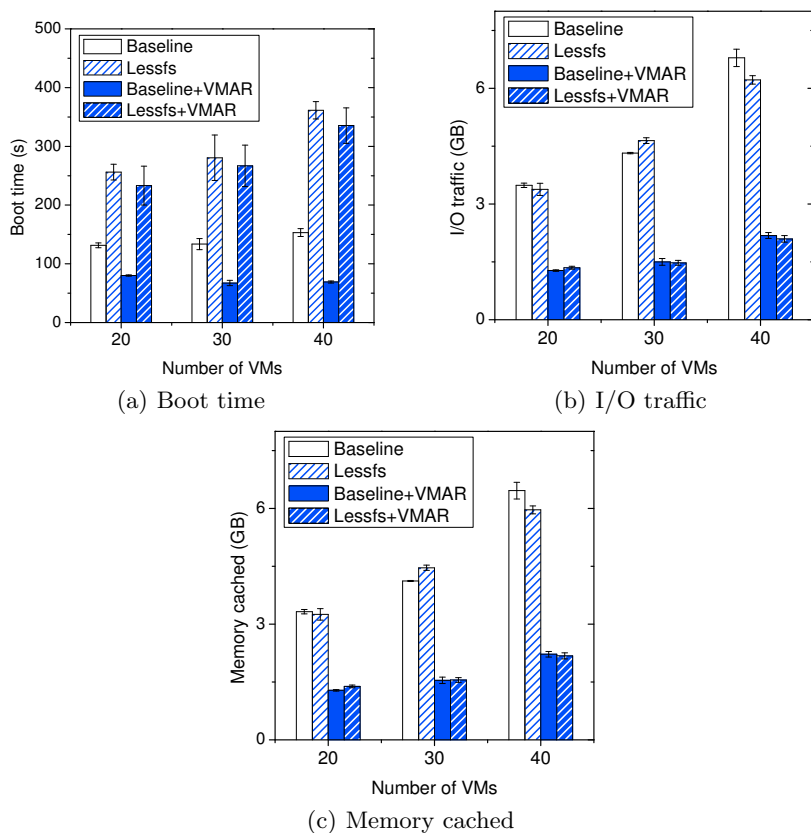 500
400
300
200
100
0
Boot time (s)
Baseline
Lessfs
Baseline+VMAR
Lessfs+VMAR
20 30 40
Number of VMs
(a) Boot time
6
3
0
I/O traffic (GB)
Baseline
Lessfs
Baseline+VMAR
Lessfs+VMAR
20 30 40
Number of VMs
(b) I/O traffic
6
3
0
Memory cached (GB)
Baseline
Lessfs
Baseline+VMAR
Lessfs+VMAR
20 30 40
Number of VMs
(c) Memory cached